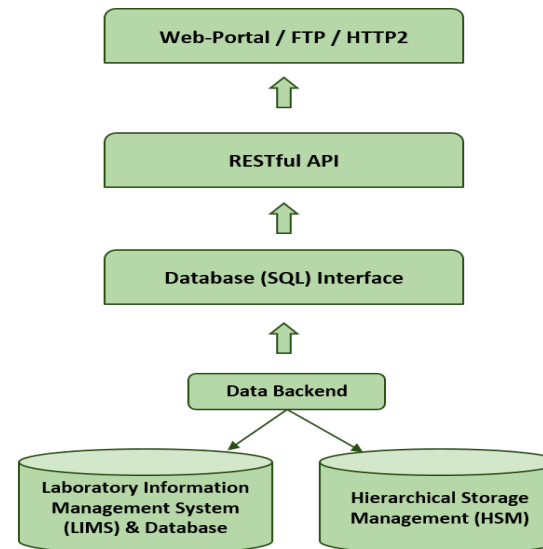 Web-Portal / FTP / HTTP2
RESTful API
Database (SQL) Interface
Data Backend
Laboratory Information
Management System
(LIMS) & Database
Hierarchical Storage
Management (HSM)